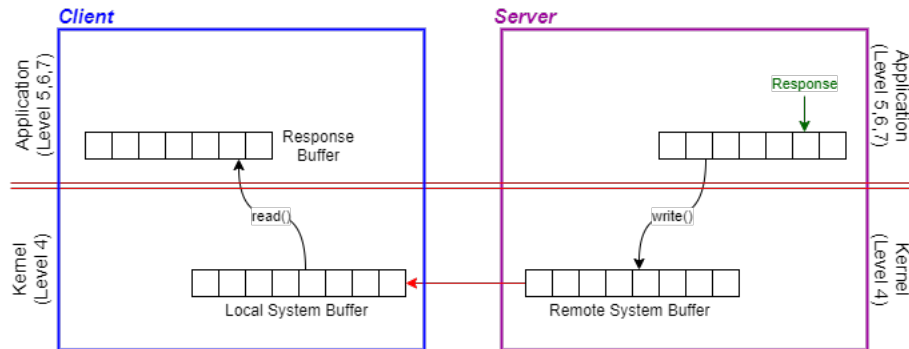 Client
Server
Application
(Level 5,6,7)
Response
Buffer
Response
Application
(Level 5,6,7)
read()
write()
Kernel
(Level 4)
Local System Buffer
Remote System Buffer
Kernel
(Level 4)